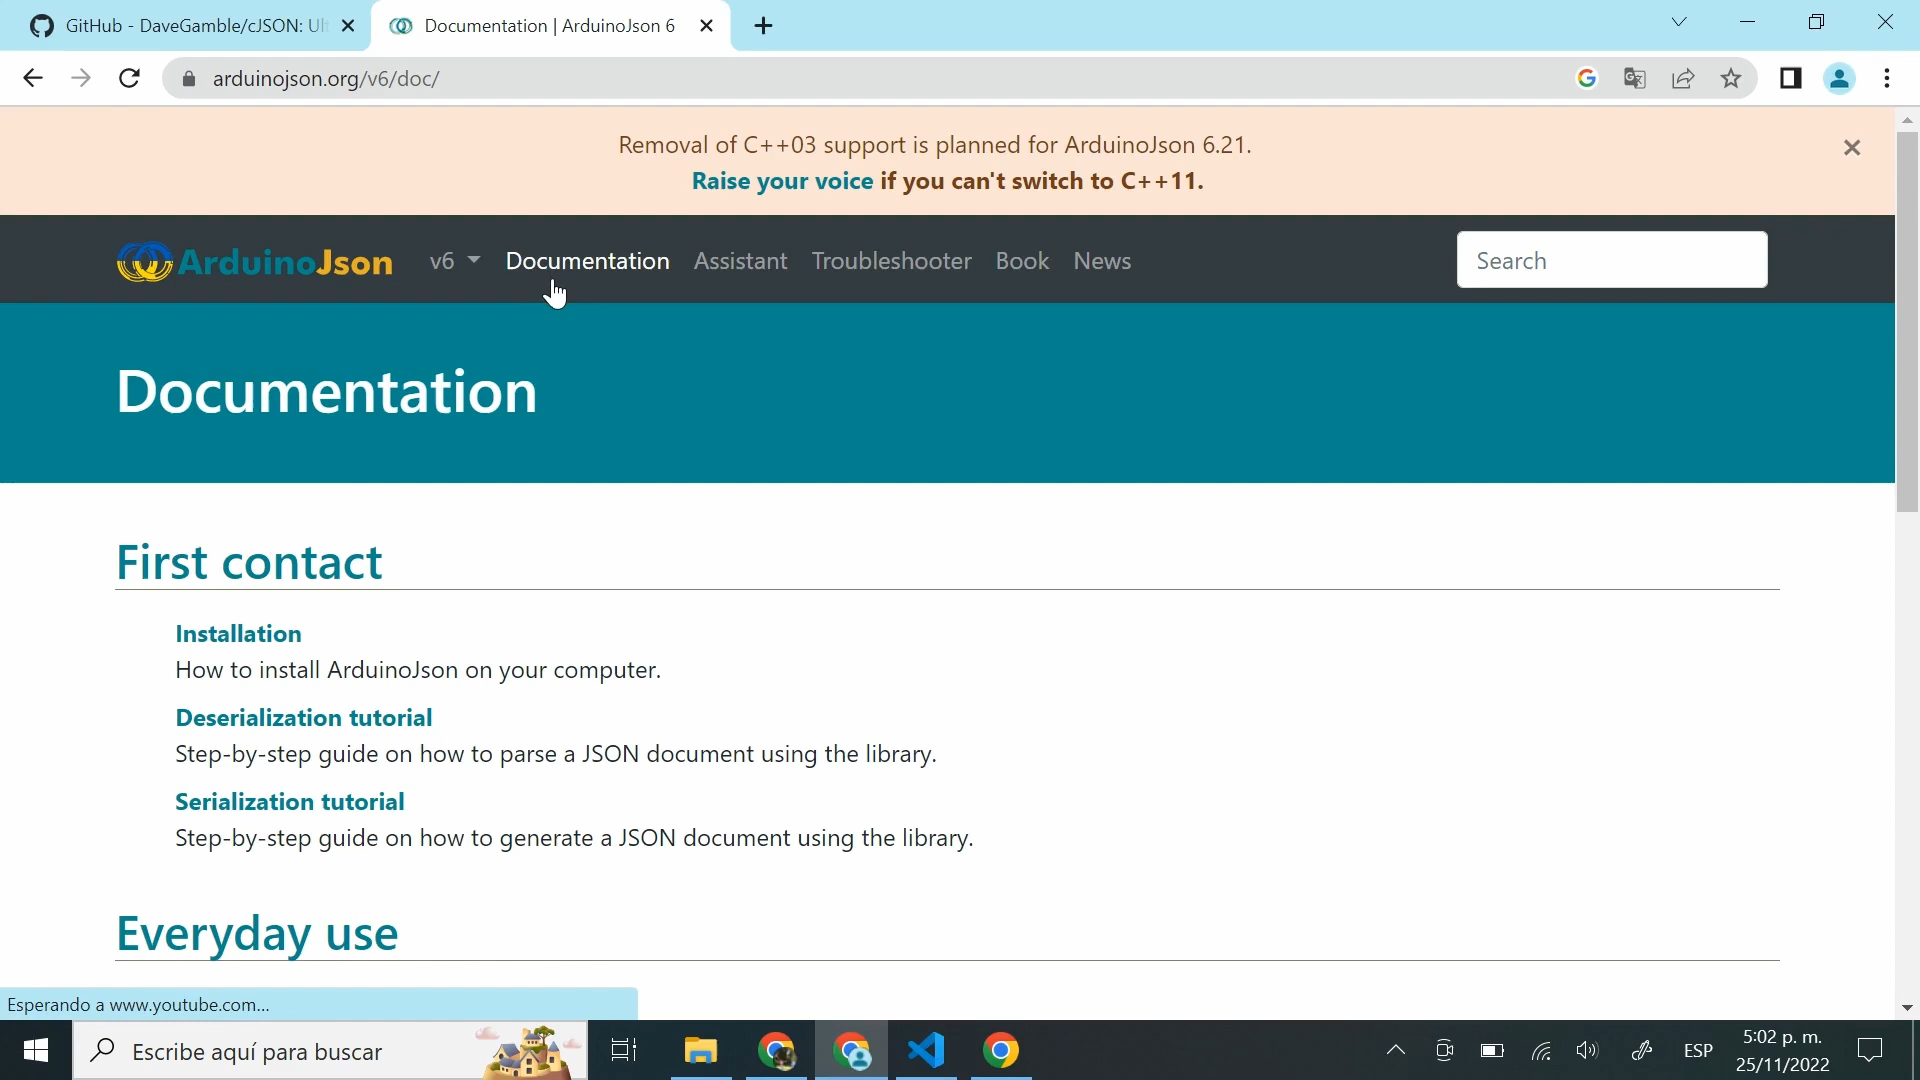 GitHub - DaveGamble/cJSON: Ul
Documentation | ArduinoJson 6
arduinojson.org/v6/doc/
Removal of C++03 support is planned for ArduinoJson 6.21.
Raise your voice if you can't switch to C++11.
ArduinoJson v6 Documentation Assistant Troubleshooter Book News Search
Documentation
First contact
Installation
How to install ArduinoJson on your computer.
Deserialization tutorial
Step-by-step guide on how to parse a JSON document using the library.
Serialization tutorial
Step-by-step guide on how to generate a JSON document using the library.
Everyday use
Esperando a www.youtube.com...
Escribe aquí para buscar
ESP
5:02 p. m.
25/11/2022